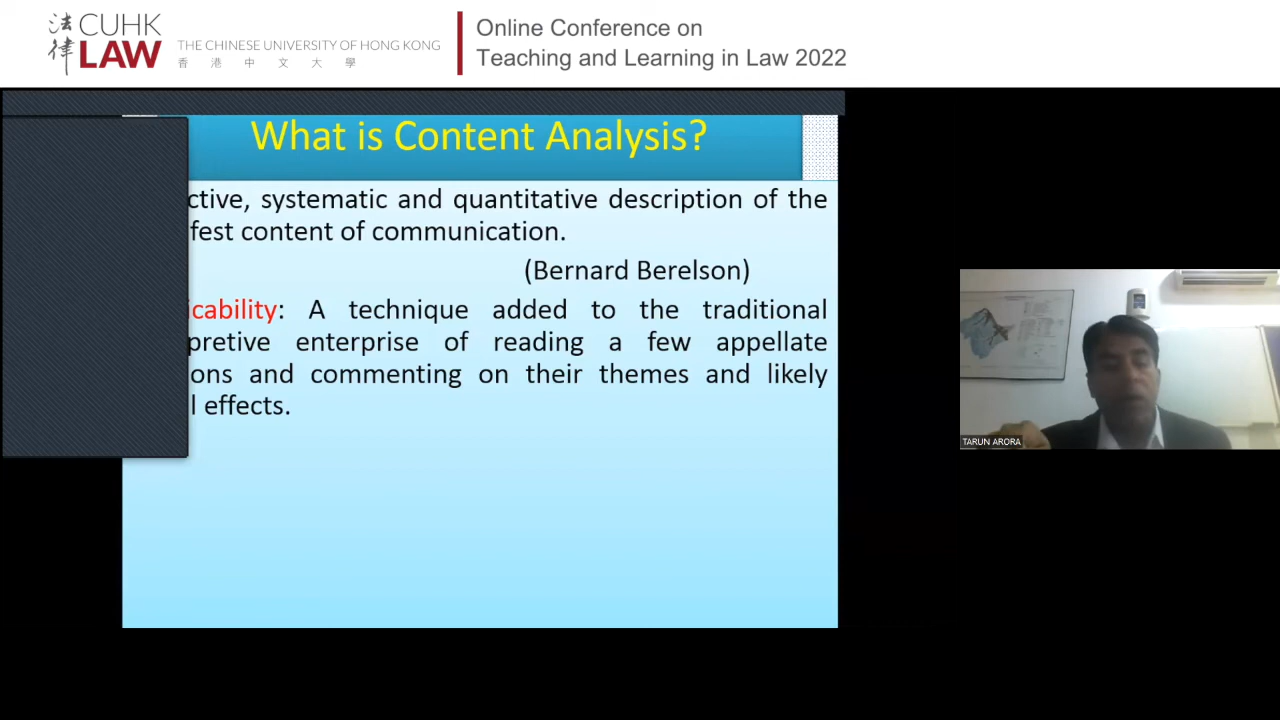 法律 CUHK LAW
THE CHINESE UNIVERSITY OF HONG KONG
香港中文大學
Online Conference on
Teaching and Learning in Law 2022
What is Content Analysis?
ctive, systematic and quantitative description of the
fest content of communication.
(Bernard Berelson)
icability: A technique added to the traditional
pretive enterprise of reading a few appellate
ons and commenting on their themes and likely
l effects.
TARUN ARORA